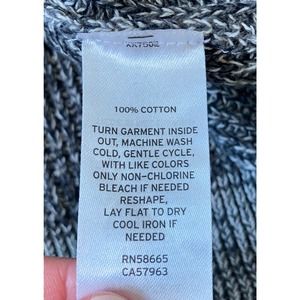 100% COTTON
TURN GARMENT INSIDE
OUT, MACHINE WASH
COLD, GENTLE CYCLE,
WITH LIKE COLORS
ONLY NON-CHLORINE
BLEACH IF NEEDED
RESHAPE,
LAY FLAT TO DRY
COOL IRON IF
NEEDED
RN58665
CA57963